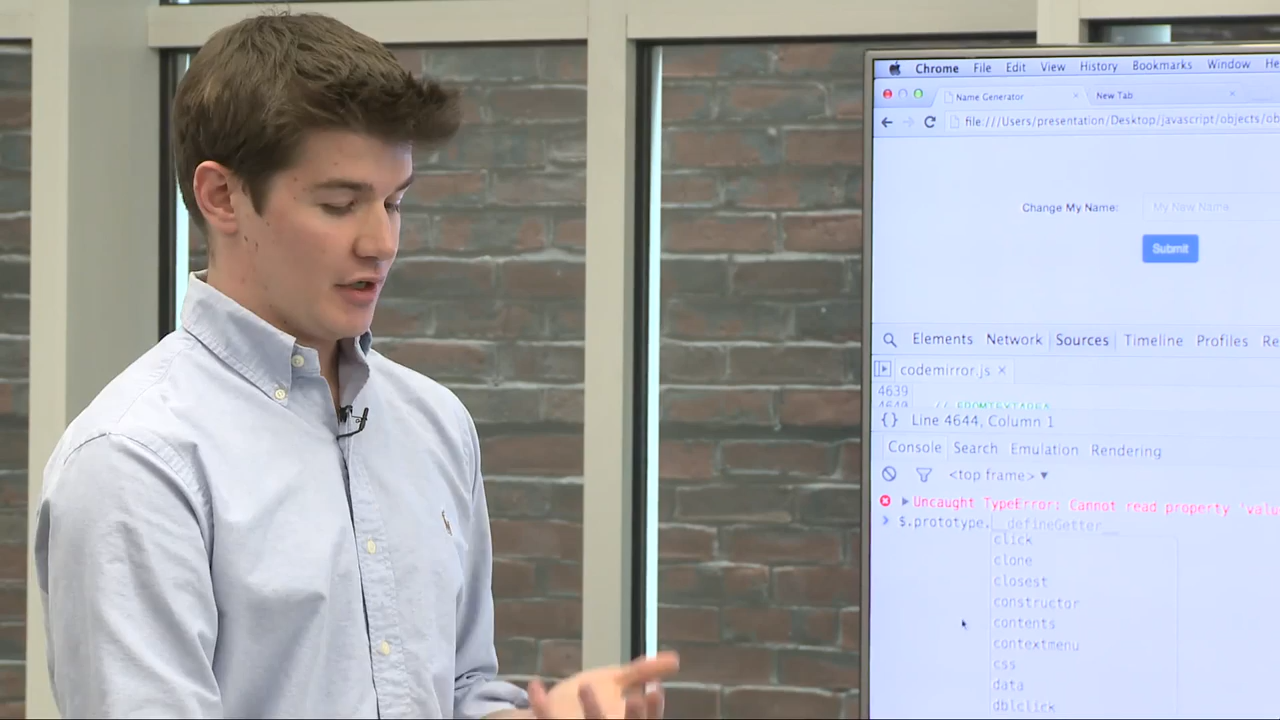 Chrome File Edit View History Bookmarks Window He
Name Generator × New Tab ×
file:///Users/presentation/Desktop/javascript/objects/ob
Change My Name: My New Name
Submit
Elements Network Sources Timeline Profiles Re
codemirror.js ×
4639
{} Line 4644, Column 1
Console Search Emulation Rendering
<top frame> ▼
Uncaught TypeError: Cannot read property 'valu
> $.prototype.__defineGetter__
click
clone
closest
constructor
contents
contextmenu
css
data
dblclick